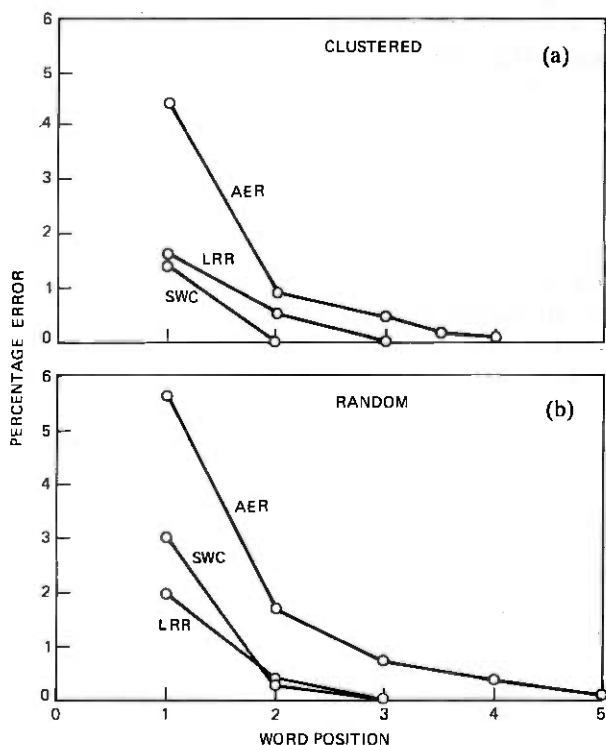 6
CLUSTERED
(a)
5
4
AER
3
2
LRR
1
SWC
0
PERCENTAGE ERROR
6
RANDOM
(b)
5
4
AER
3
SWC
2
LRR
1
0
0 1 2 3 4 5
WORD POSITION